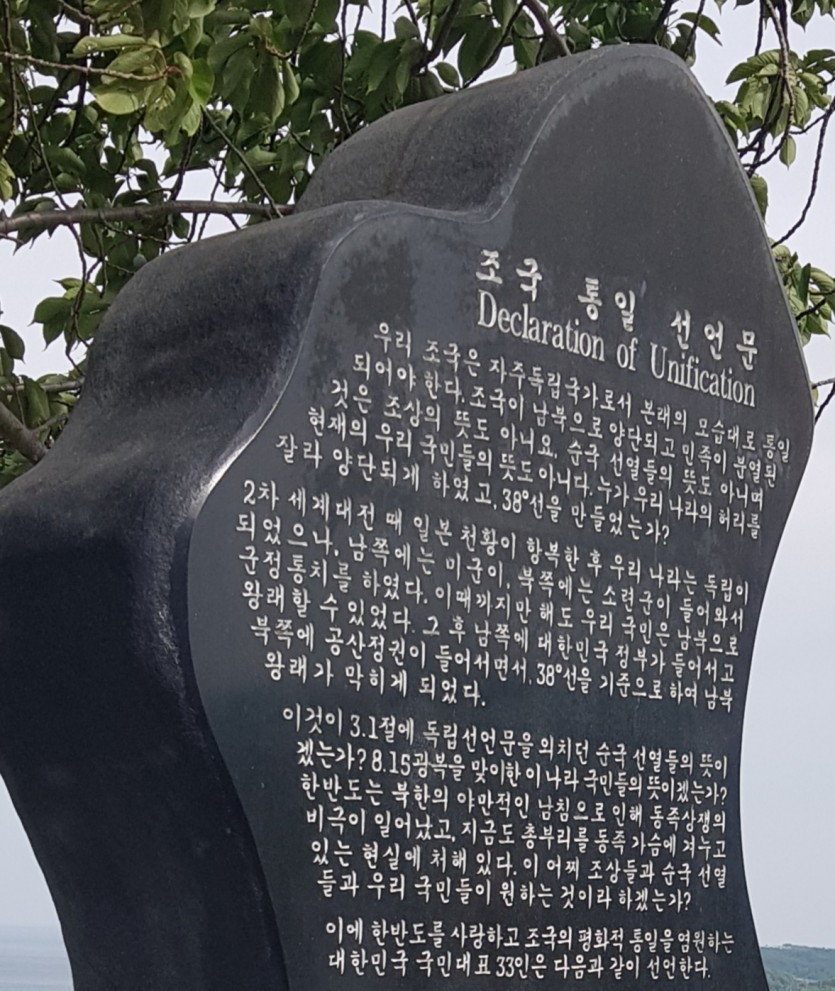 조국 통일 선언문
Declaration of Unification
우리 조국은 자주독립국가로서 본래의 모습대로 통일
되어야 한다. 조국이 남북으로 양단되고 민족이 분열된
것은 조상의 뜻도 아니요, 순국 선열들의 뜻도 아니며
현재의 우리 국민들의 뜻도 아니다. 누가 우리 나라의 허리를
잘라 양단되게 하였고, 38°선을 만들었는가?
2차 세계대전 때 일본 천황이 항복한 후 우리 나라는 독립이
되었으나, 남쪽에는 미군이, 북쪽에는 소련군이 들어와서
군정통치를 하였다. 이때까지만 해도 우리 국민은 남북으로
왕래할 수 있었다. 그 후 남쪽에 대한민국 정부가 들어서고
북쪽에 공산정권이 들어서면서, 38°선을 기준으로 하여 남북
왕래가 막히게 되었다.
이것이 3.1절에 독립선언문을 외치던 순국 선열들의 뜻이
겠는가? 8.15광복을 맞이한 이 나라 국민들의 뜻이겠는가?
한반도는 북한의 야만적인 남침으로 인해 동족상쟁의
비극이 일어났고, 지금도 총부리를 동족 가슴에 겨누고
있는 현실에 처해 있다. 이 어찌 조상들과 순국 선열
들과 우리 국민들이 원하는 것이라 하겠는가?
이에 한반도를 사랑하고 조국의 평화적 통일을 염원하는
대한민국 국민대표 33인은 다음과 같이 선언한다.